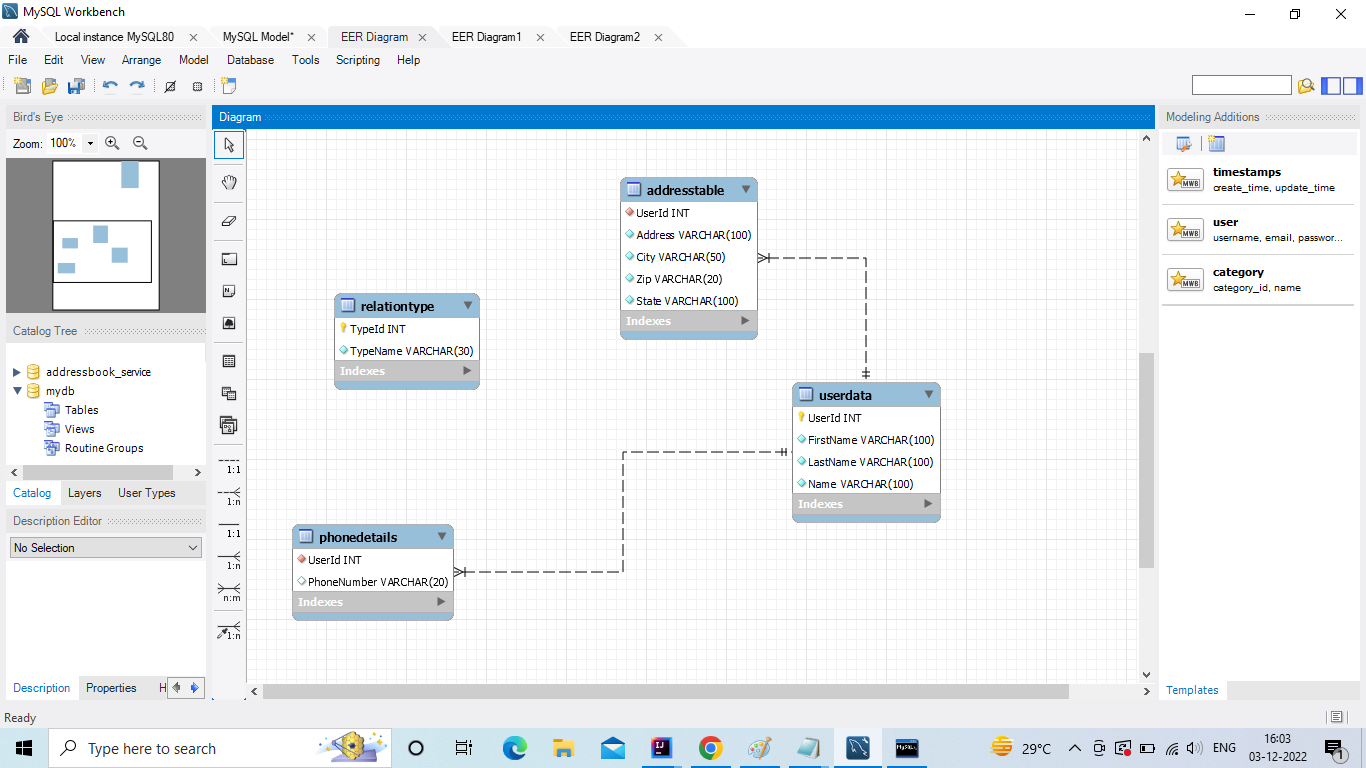 MySQL Workbench
Local instance MySQL80
MySQL Model*
EER Diagram
EER Diagram1
EER Diagram2
File Edit View Arrange Model Database Tools Scripting Help
Bird's Eye
Zoom: 100%
Catalog Tree
addressbook_service
mydb
Tables
Views
Routine Groups
Catalog Layers User Types
Description Editor
No Selection
Description Properties H
Diagram
1:1
1:n
1:1
1:n
n:m
1:n
addresstable
UserId INT
Address VARCHAR(100)
City VARCHAR(50)
Zip VARCHAR(20)
State VARCHAR(100)
Indexes
relationtype
TypeId INT
TypeName VARCHAR(30)
Indexes
userdata
UserId INT
FirstName VARCHAR(100)
LastName VARCHAR(100)
Name VARCHAR(100)
Indexes
phonedetails
UserId INT
PhoneNumber VARCHAR(20)
Indexes
Modeling Additions
timestamps
create_time, update_time
user
username, email, passwor...
category
category_id, name
Templates
Ready
Type here to search
29°C
ENG
16:03
03-12-2022
1